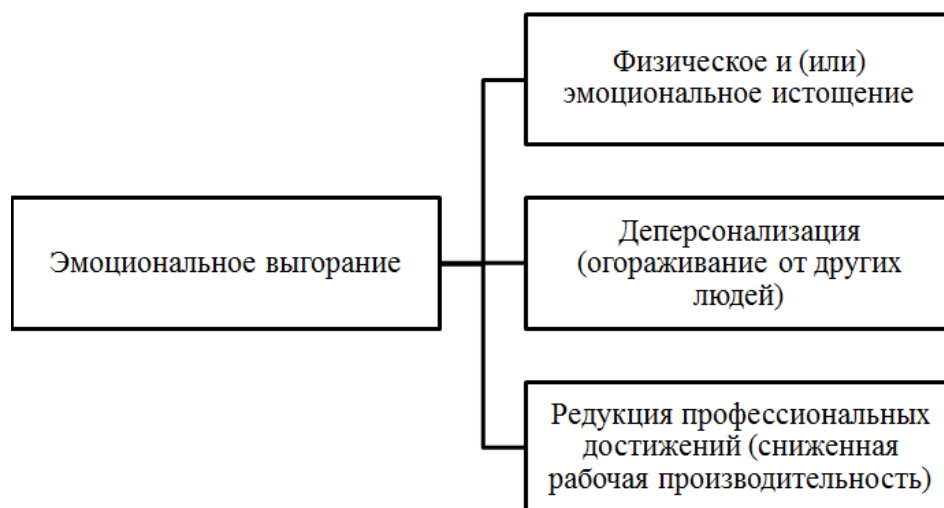 Физическое и (или)
эмоциональное истощение
Эмоциональное выгорание
Деперсонализация
(огораживание от других
людей)
Редукция профессиональных
достижений (сниженная
рабочая производительность)